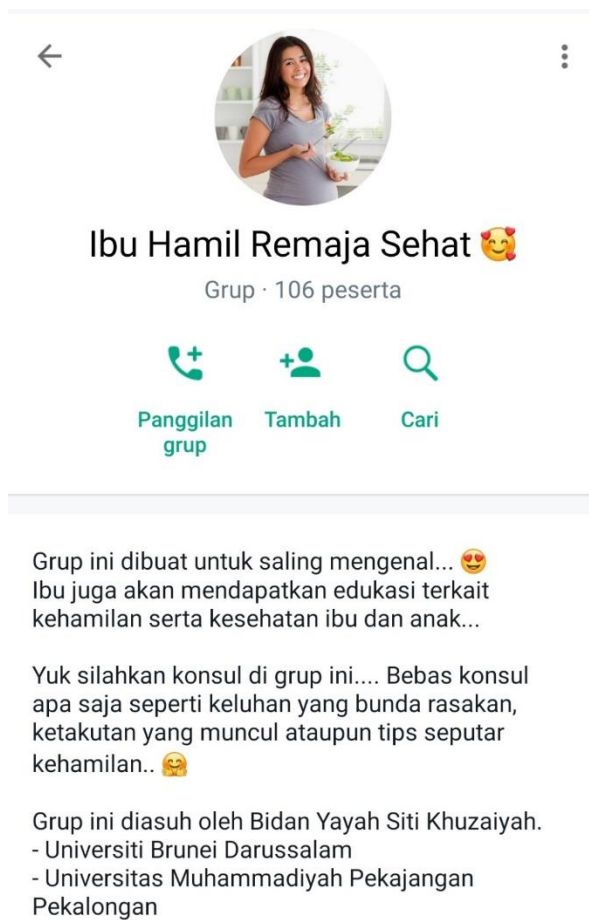 Ibu Hamil Remaja Sehat 🥰
Grup · 106 peserta
Panggilan grup
Tambah
Cari
Grup ini dibuat untuk saling mengenal... 😍
Ibu juga akan mendapatkan edukasi terkait
kehamilan serta kesehatan ibu dan anak...
Yuk silahkan konsul di grup ini.... Bebas konsul
apa saja seperti keluhan yang bunda rasakan,
ketakutan yang muncul ataupun tips seputar
kehamilan.. 🤗
Grup ini diasuh oleh Bidan Yayah Siti Khuzaiyah.
- Universiti Brunei Darussalam
- Universitas Muhammadiyah Pekajangan
Pekalongan